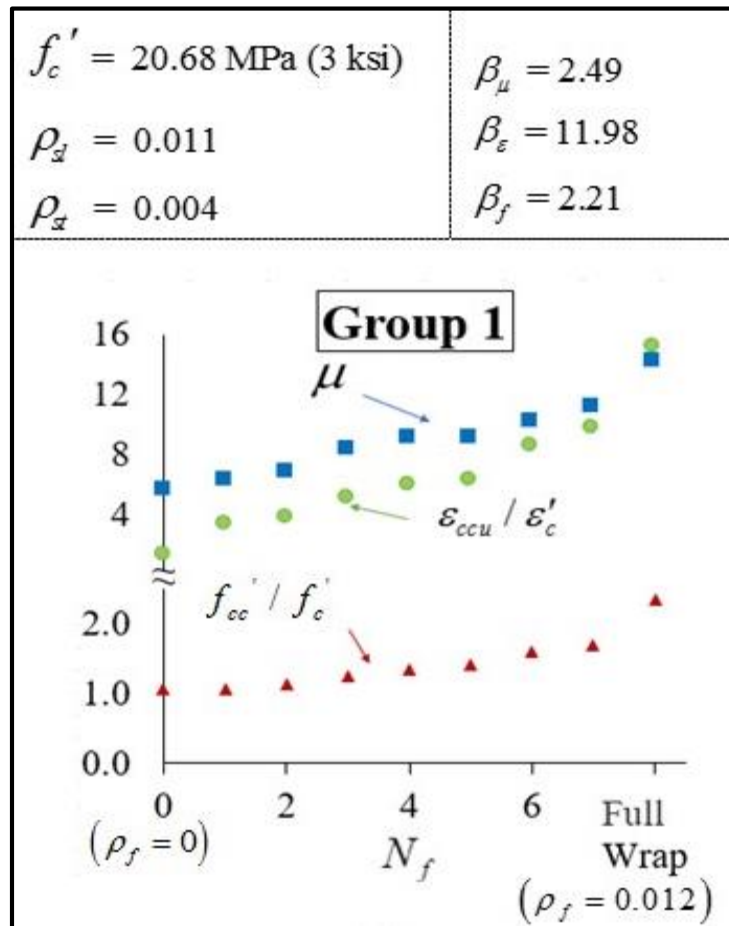 f_c′ = 20.68 MPa (3 ksi)
ρ_sl = 0.011
ρ_st = 0.004
β_μ = 2.49
β_ε = 11.98
β_f = 2.21
Group 1
16
12
8
4
2.0
1.0
0.0
μ
ε_ccu / ε′_c
f_cc′ / f_c′
0 2 4 6 Full
Wrap
(ρ_f = 0)
N_f
(ρ_f = 0.012)